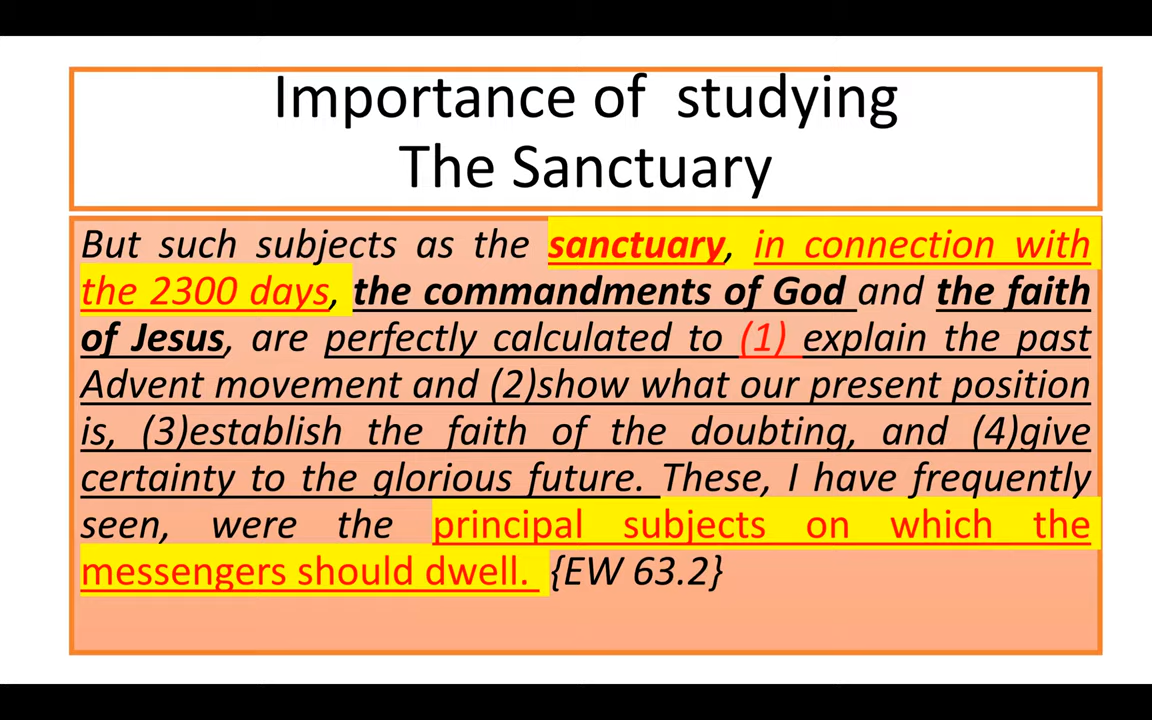 Importance of studying
The Sanctuary
But such subjects as the sanctuary, in connection with
the 2300 days, the commandments of God and the faith
of Jesus, are perfectly calculated to (1) explain the past
Advent movement and (2)show what our present position
is, (3)establish the faith of the doubting, and (4)give
certainty to the glorious future. These, I have frequently
seen, were the principal subjects on which the
messengers should dwell. {EW 63.2}